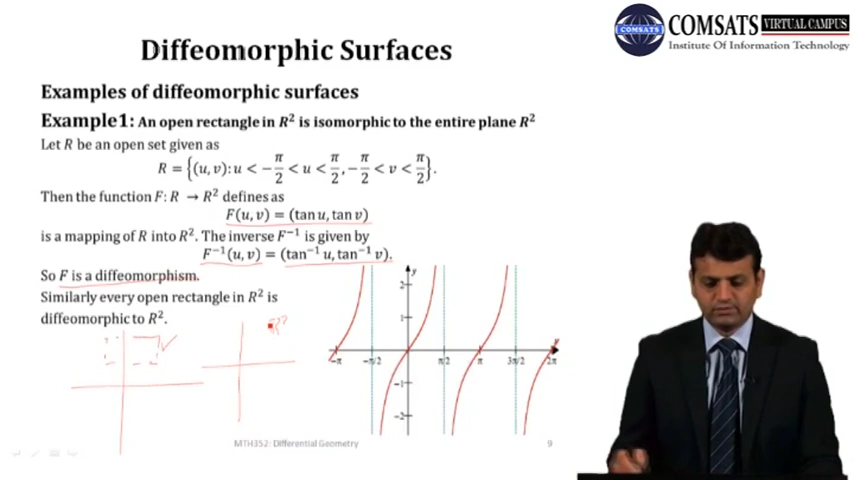 COMSATS VIRTUAL CAMPUS
COMSATS
Institute Of Information Technology
Diffeomorphic Surfaces
Examples of diffeomorphic surfaces
Example1: An open rectangle in R² is isomorphic to the entire plane R²
Let R be an open set given as
R = {(u, v): u < −π/2 < u < π/2, −π/2 < v < π/2}.
Then the function F: R → R² defines as
F(u, v) = (tan u, tan v)
is a mapping of R into R². The inverse F⁻¹ is given by
F⁻¹(u, v) = (tan⁻¹ u, tan⁻¹ v).
So F is a diffeomorphism.
Similarly every open rectangle in R² is
diffeomorphic to R².
R²
y
2
1
−π −π/2 π/2 π 3π/2 2π
−1
−2
MTH352: Differential Geometry 9